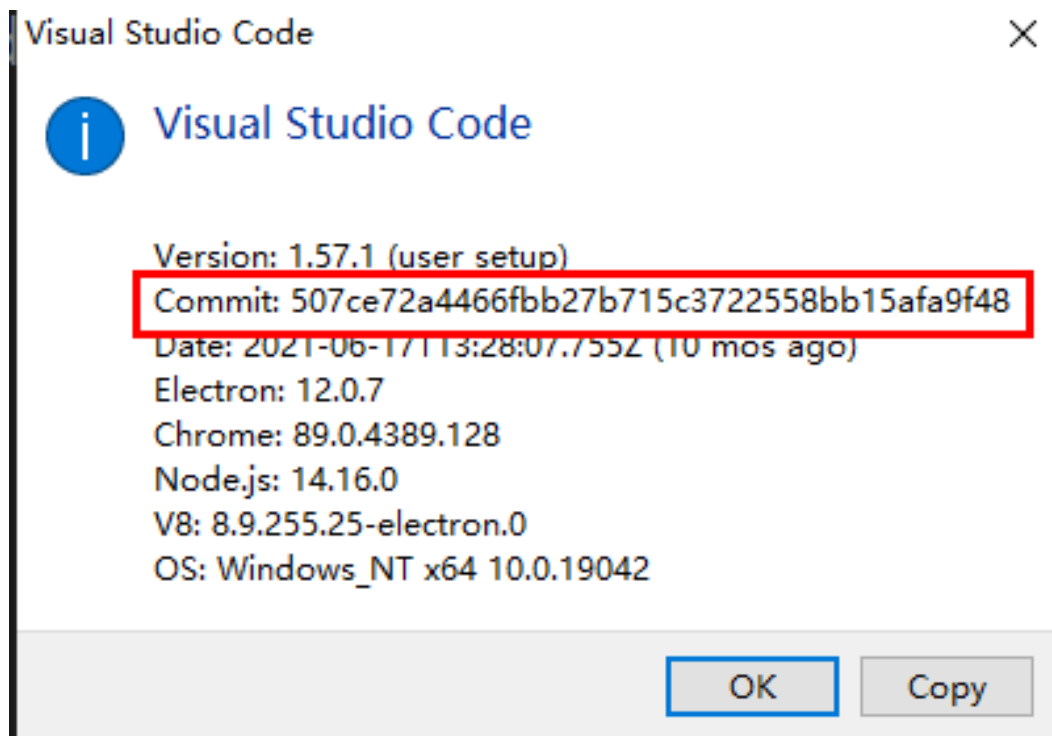 Visual Studio Code
Visual Studio Code
Version: 1.57.1 (user setup)
Commit: 507ce72a4466fbb27b715c3722558bb15afa9f48
Date: 2021-06-17T13:28:07.755Z (10 mos ago)
Electron: 12.0.7
Chrome: 89.0.4389.128
Node.js: 14.16.0
V8: 8.9.255.25-electron.0
OS: Windows_NT x64 10.0.19042
OK
Copy